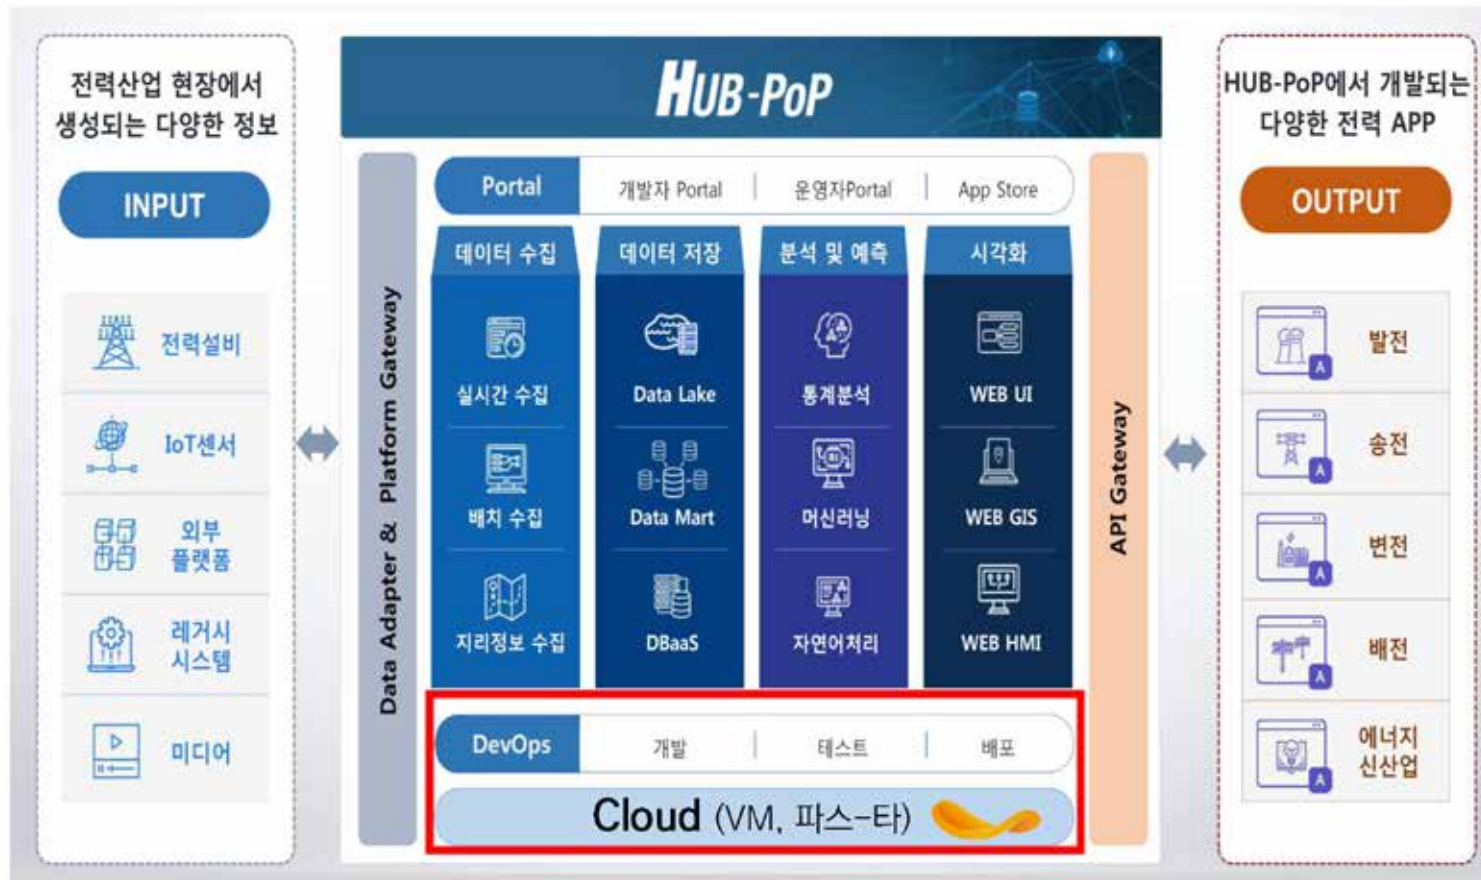 전력산업 현장에서
생성되는 다양한 정보
INPUT
전력설비
IoT센서
외부
플랫폼
레거시
시스템
미디어
HUB-PoP
Data Adapter & Platform Gateway
Portal
개발자 Portal
운영자Portal
App Store
데이터 수집
실시간 수집
배치 수집
지리정보 수집
데이터 저장
Data Lake
Data Mart
DBaaS
분석 및 예측
통계분석
머신러닝
자연어처리
시각화
WEB UI
WEB GIS
WEB HMI
DevOps
개발
테스트
배포
Cloud (VM, 파스-타)
API Gateway
HUB-PoP에서 개발되는
다양한 전력 APP
OUTPUT
A
발전
A
송전
A
변전
A
배전
A
에너지
신산업